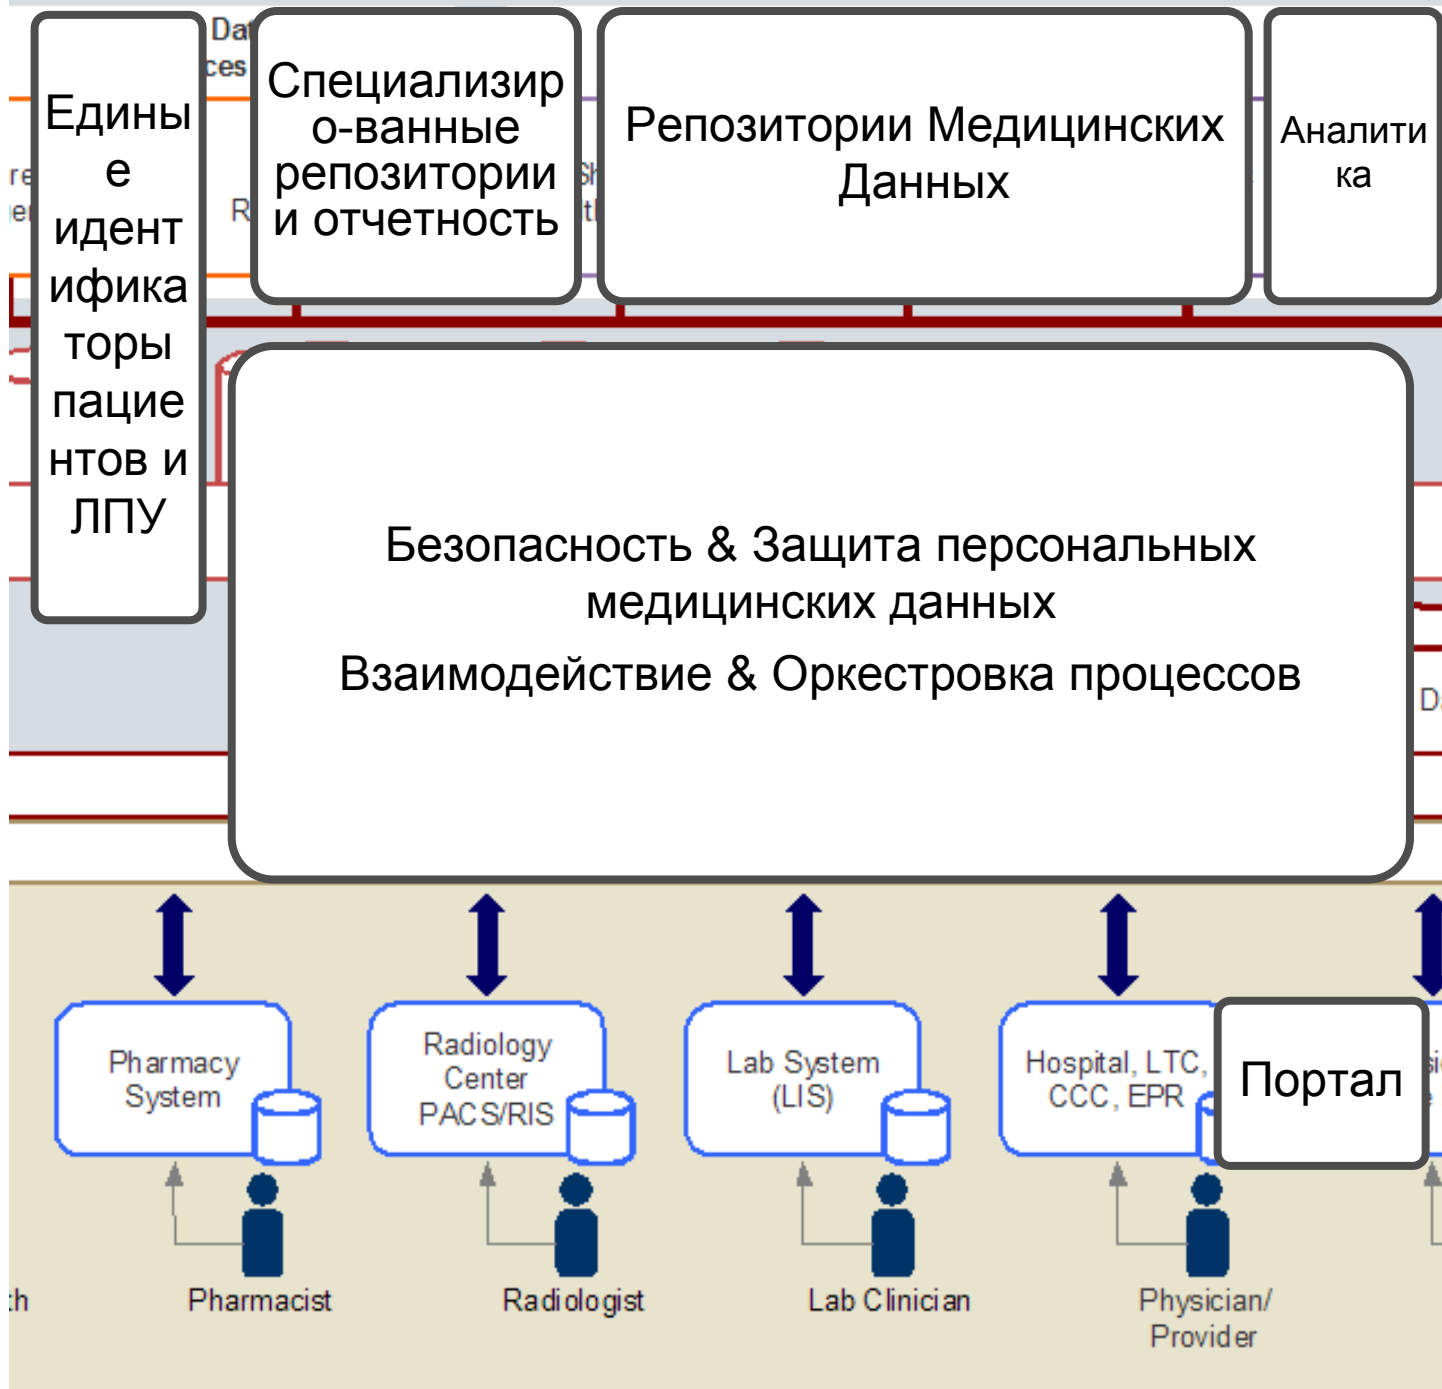 Едины
е
идент
ифика
торы
пацие
нтов и
ЛПУ
Специализир
о-ванные
репозитории
и отчетность
Репозитории Медицинских
Данных
Аналити
ка
Безопасность & Защита персональных
медицинских данных
Взаимодействие & Оркестровка процессов
Pharmacy
System
Radiology
Center
PACS/RIS
Lab System
(LIS)
Hospital, LTC,
CCC, EPR
Портал
Pharmacist
Radiologist
Lab Clinician
Physician/
Provider